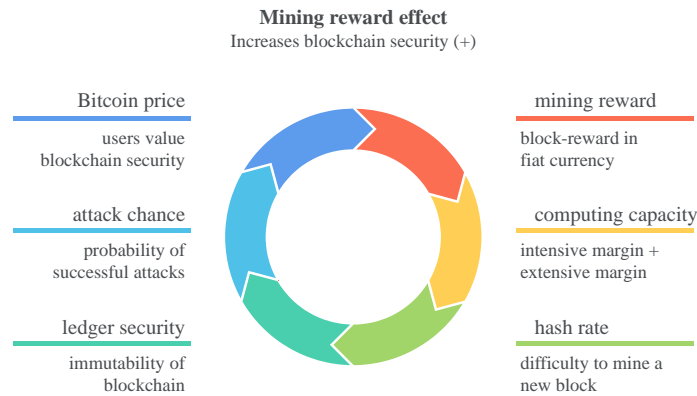 Mining reward effect
Increases blockchain security (+)
Bitcoin price
users value
blockchain security
mining reward
block-reward in
fiat currency
attack chance
probability of
successful attacks
computing capacity
intensive margin +
extensive margin
ledger security
immutability of
blockchain
hash rate
difficulty to mine a
new block